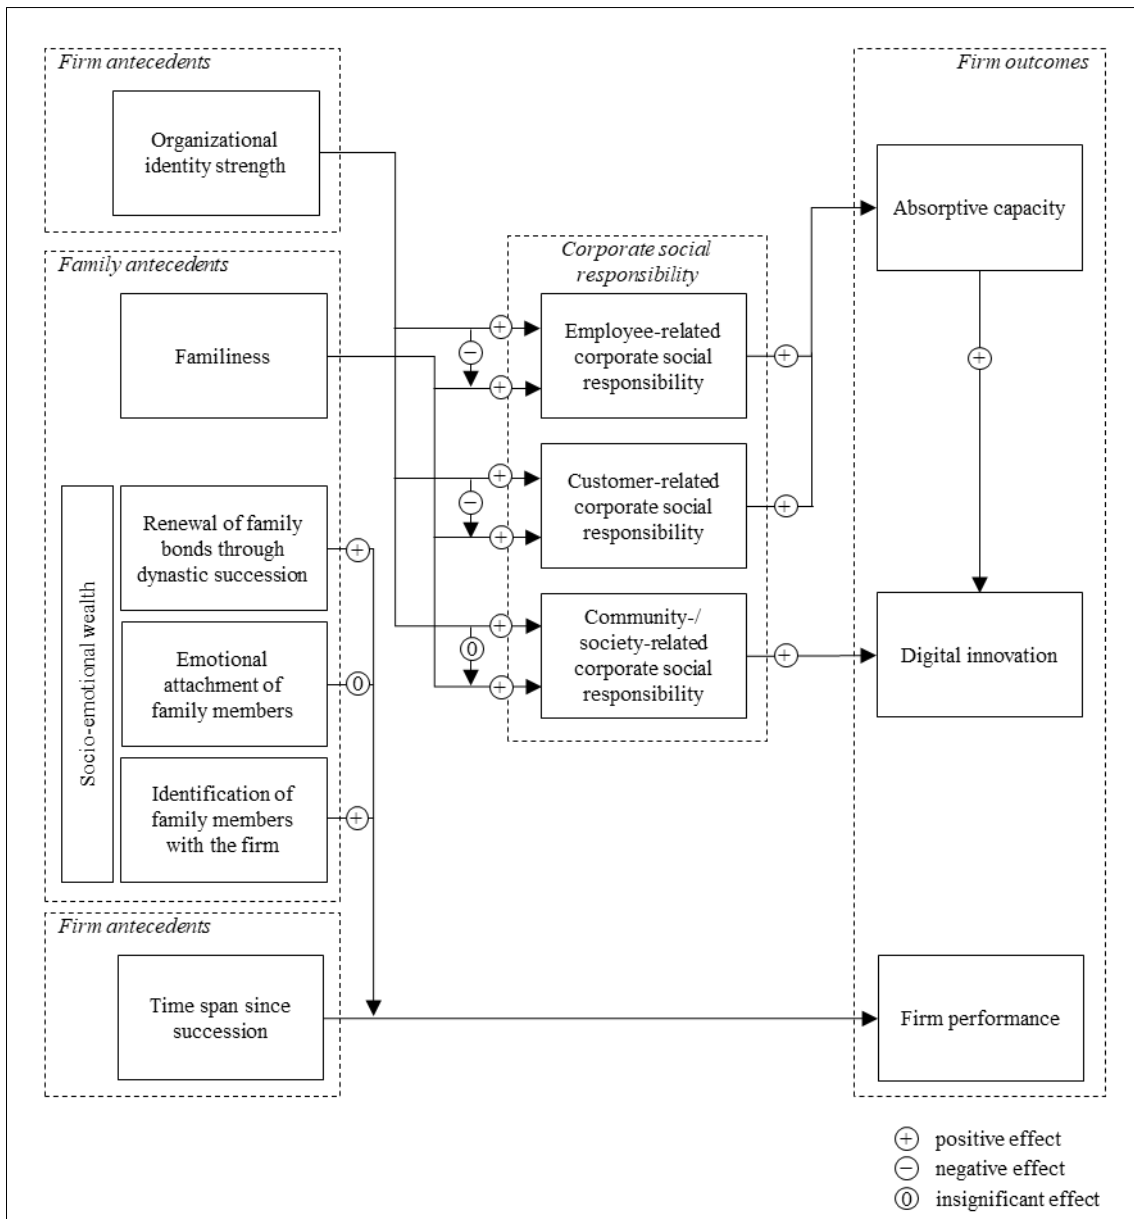 Firm antecedents
Organizational
identity strength
Family antecedents
Familiness
Socio-emotional wealth
Renewal of family
bonds through
dynastic succession
+
Emotional
attachment of
family members
0
Identification of
family members
with the firm
+
Firm antecedents
Time span since
succession
Corporate social
responsibility
+
−
+
Employee-related
corporate social
responsibility
+
+
−
+
Customer-related
corporate social
responsibility
+
+
0
+
Community-/
society-related
corporate social
responsibility
+
Firm outcomes
Absorptive capacity
+
Digital innovation
Firm performance
+ positive effect
− negative effect
0 insignificant effect